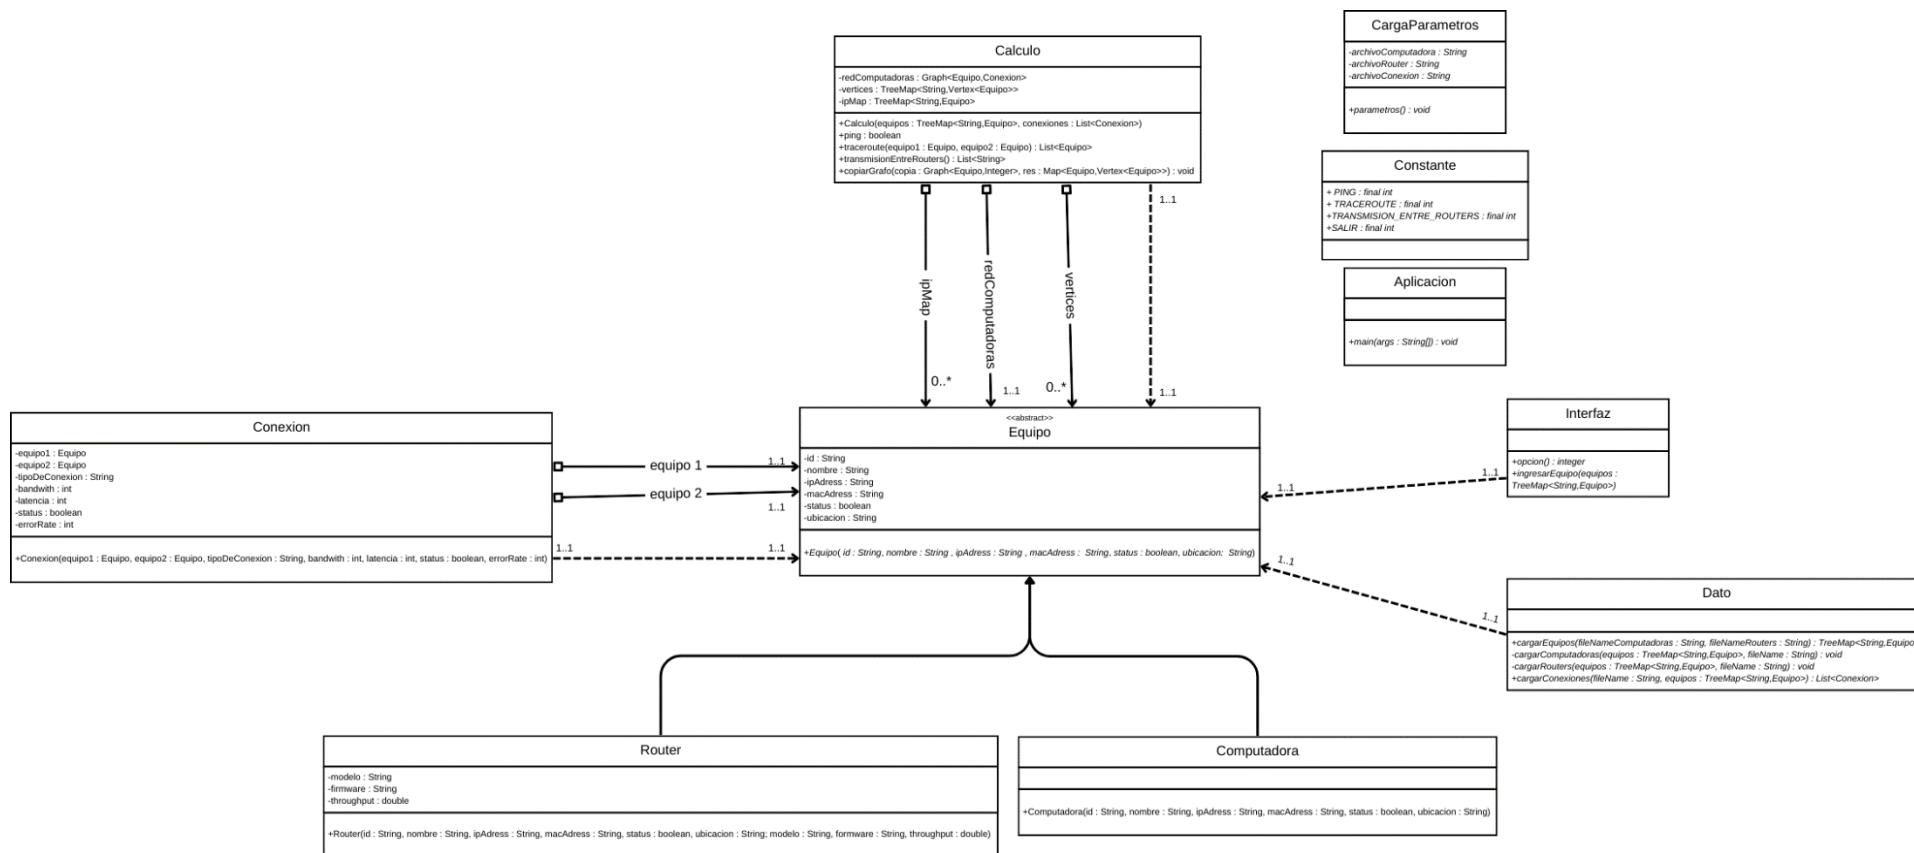 CargaParametros
-archivoComputadora : String
-archivoRouter : String
-archivoConexion : String
+parametros() : void
Calculo
-redComputadoras : Graph<Equipo,Conexion>
-vertices : TreeMap<String,Vertex<Equipo>>
-ipMap : TreeMap<String,Equipo>
+Calculo(equipos : TreeMap<String,Equipo>, conexiones : List<Conexion>)
+ping : boolean
+traceroute(equipo1 : Equipo, equipo2 : Equipo) : List<Equipo>
+transmisionEntreRouters() : List<String>
+copiarGrafo(copia : Graph<Equipo,Integer>, res : Map<Equipo,Vertex<Equipo>>) : void
Constante
+ PING : final int
+ TRACEROUTE : final int
+TRANSMISION_ENTRE_ROUTERS : final int
+SALIR : final int
1..1
ipMap
redComputadoras
vertices
Aplicacion
+main(args : String[]) : void
0..*
1..1
0..*
1..1
Conexion
-equipo1 : Equipo
-equipo2 : Equipo
-tipoDeConexion : String
-bandwith : int
-latencia : int
-status : boolean
-errorRate : int
+Conexion(equipo1 : Equipo, equipo2 : Equipo, tipoDeConexion : String, bandwith : int, latencia : int, status : boolean, errorRate : int)
equipo 1
1..1
equipo 2
1..1
1..1
1..1
<<abstract>>
Equipo
-id : String
-nombre : String
-ipAdress : String
-macAdress : String
-status : boolean
-ubicacion : String
+Equipo( id : String, nombre : String , ipAdress : String , macAdress : String, status : boolean, ubicacion: String)
Interfaz
+opcion() : integer
+ingresarEquipo(equipos :
TreeMap<String,Equipo>)
1..1
1..1
1..1
1..1
Dato
+cargarEquipos(fileNameComputadoras : String, fileNameRouters : String) : TreeMap<String,Equipo
-cargarComputadoras(equipos : TreeMap<String,Equipo>, fileName : String) : void
-cargarRouters(equipos : TreeMap<String,Equipo>, fileName : String) : void
+cargarConexiones(fileName : String, equipos : TreeMap<String,Equipo>) : List<Conexion>
Router
-modelo : String
-firmware : String
-throughput : double
+Router(id : String, nombre : String, ipAdress : String, macAdress : String, status : boolean, ubicacion : String; modelo : String, formware : String, throughput : double)
Computadora
+Computadora(id : String, nombre : String, ipAdress : String, macAdress : String, status : boolean, ubicacion : String)